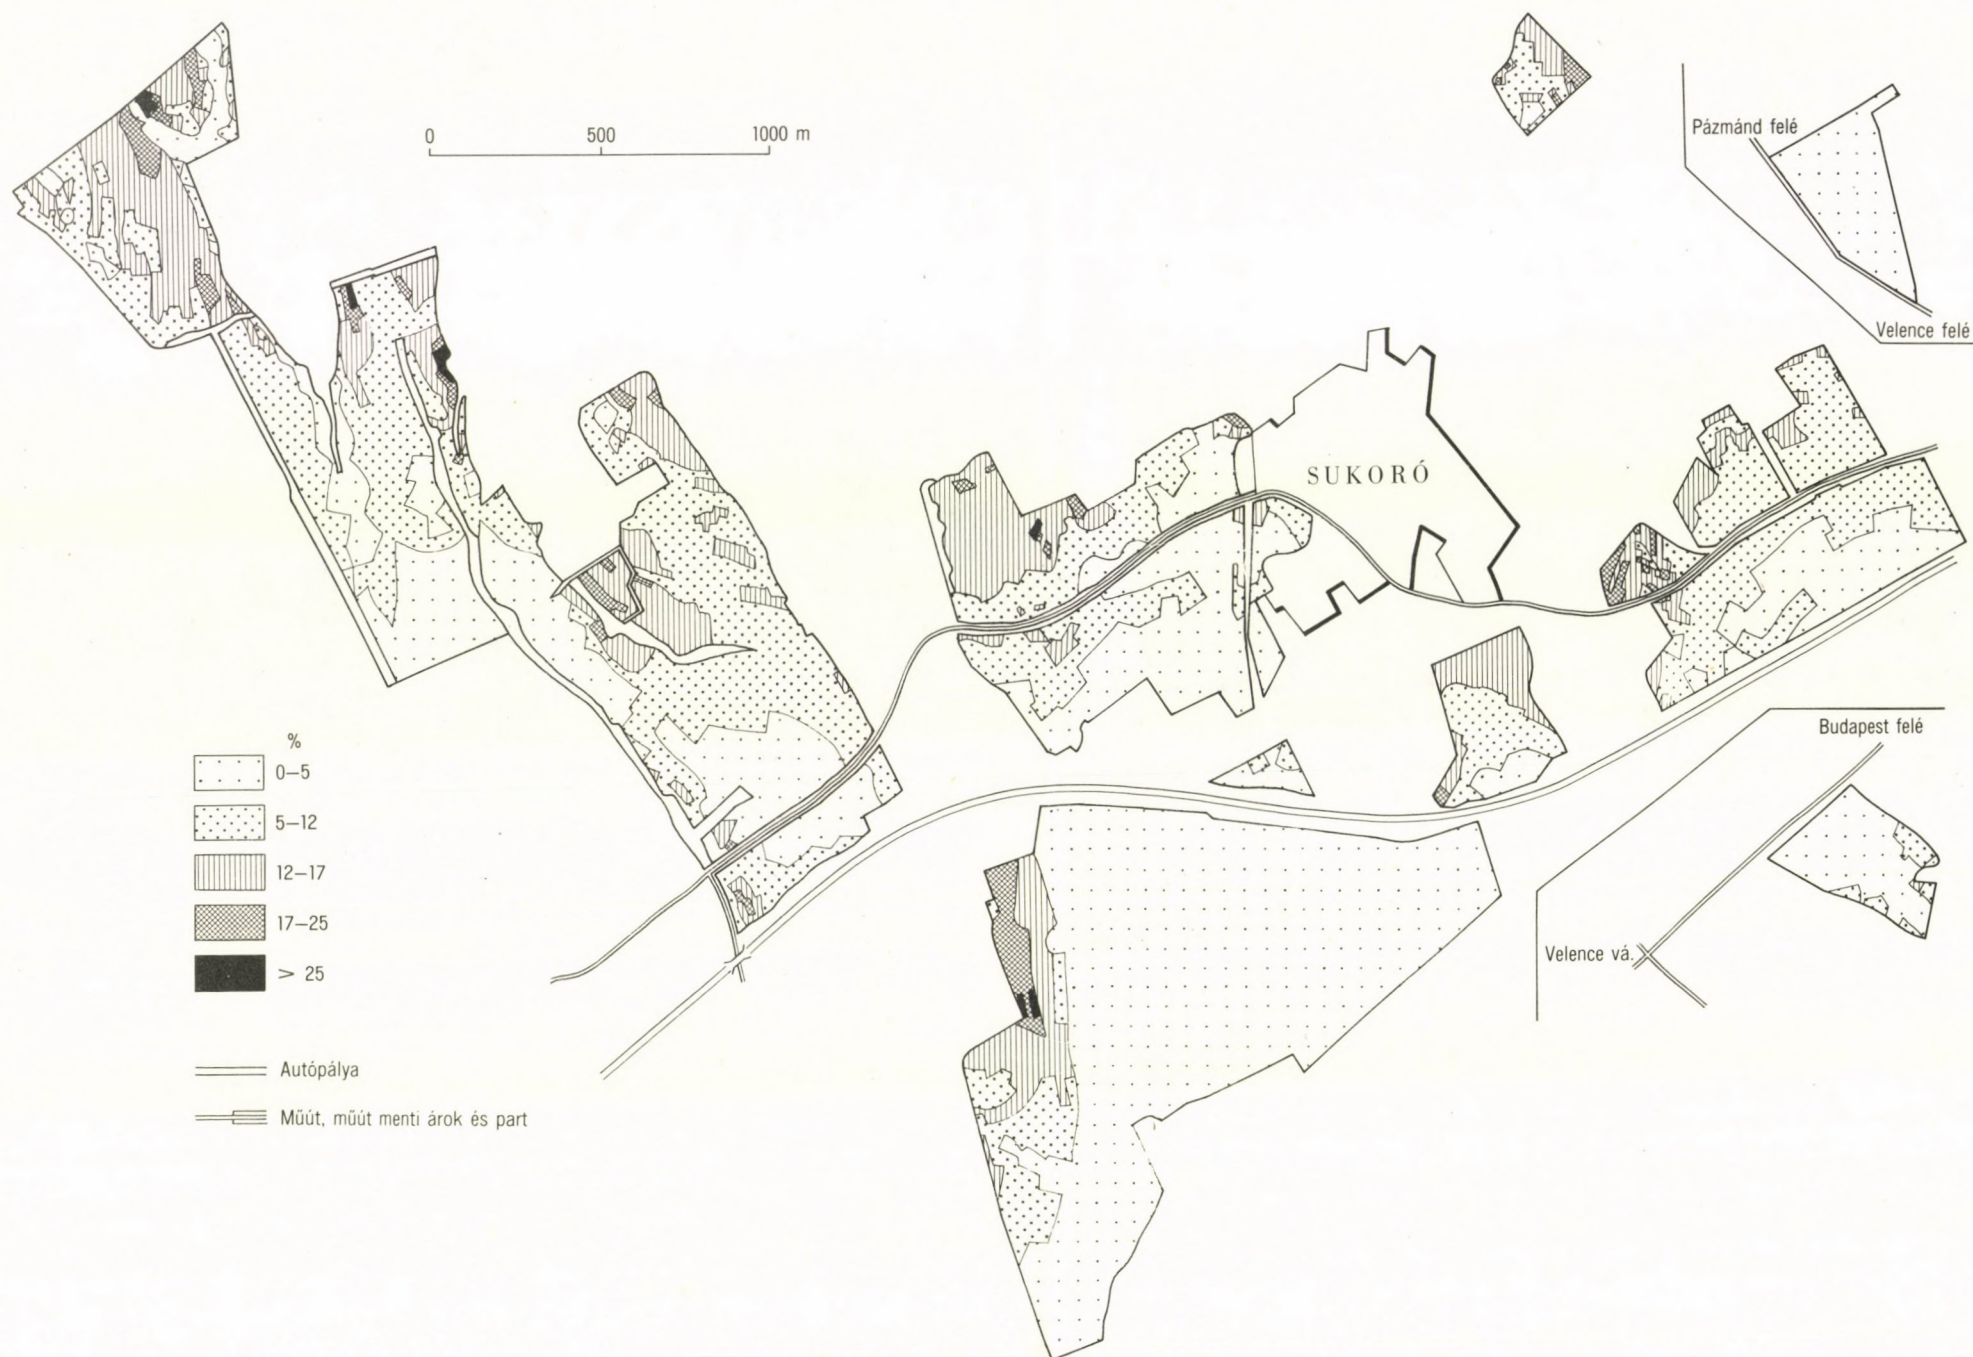 0 500 1000 m
Pázmánd felé
Velence felé
SUKORÓ
%
0–5
5–12
12–17
17–25
> 25
Budapest felé
Velence vá.
Autópálya
Műút, műút menti árok és part